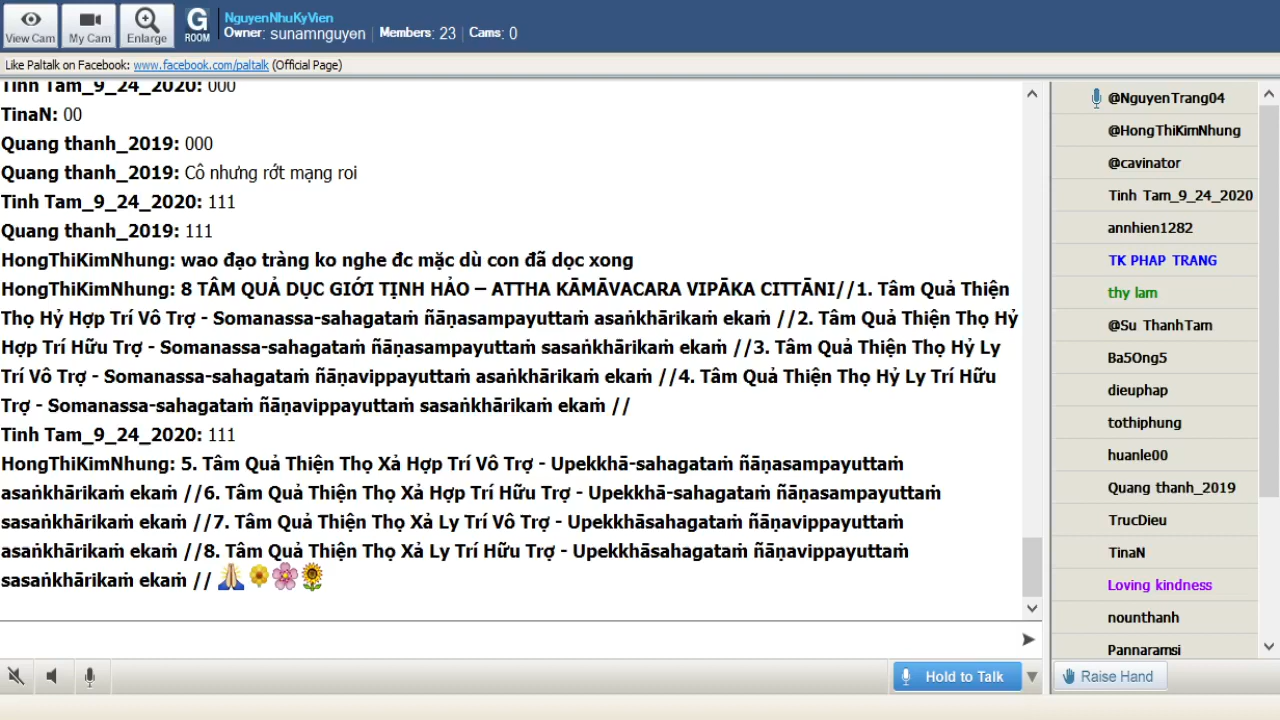 View Cam
My Cam
Enlarge
G
ROOM
NguyenNhuKyVien
Owner: sunamnguyen | Members: 23 | Cams: 0
Like Paltalk on Facebook: www.facebook.com/paltalk (Official Page)
Tinh Tam_9_24_2020: 000
TinaN: 00
Quang thanh_2019: 000
Quang thanh_2019: Cô nhưng rớt mạng roi
Tinh Tam_9_24_2020: 111
Quang thanh_2019: 111
HongThiKimNhung: wao đạo tràng ko nghe đc mặc dù con đã dọc xong
HongThiKimNhung: 8 TÂM QUẢ DỤC GIỚI TỊNH HẢO – ATTHA KĀMĀVACARA VIPĀKA CITTĀNI//1. Tâm Quả Thiện
Thọ Hỷ Hợp Trí Vô Trợ - Somanassa-sahagataṁ ñāṇasampayuttaṁ asaṅkhārikaṁ ekaṁ //2. Tâm Quả Thiện Thọ Hỷ
Hợp Trí Hữu Trợ - Somanassa-sahagataṁ ñāṇasampayuttaṁ sasaṅkhārikaṁ ekaṁ //3. Tâm Quả Thiện Thọ Hỷ Ly
Trí Vô Trợ - Somanassa-sahagataṁ ñāṇavippayuttaṁ asaṅkhārikaṁ ekaṁ //4. Tâm Quả Thiện Thọ Hỷ Ly Trí Hữu
Trợ - Somanassa-sahagataṁ ñāṇavippayuttaṁ sasaṅkhārikaṁ ekaṁ //
Tinh Tam_9_24_2020: 111
HongThiKimNhung: 5. Tâm Quả Thiện Thọ Xả Hợp Trí Vô Trợ - Upekkhā-sahagataṁ ñāṇasampayuttaṁ
asaṅkhārikaṁ ekaṁ //6. Tâm Quả Thiện Thọ Xả Hợp Trí Hữu Trợ - Upekkhā-sahagataṁ ñāṇasampayuttaṁ
sasaṅkhārikaṁ ekaṁ //7. Tâm Quả Thiện Thọ Xả Ly Trí Vô Trợ - Upekkhāsahagataṁ ñāṇavippayuttaṁ
asaṅkhārikaṁ ekaṁ //8. Tâm Quả Thiện Thọ Xả Ly Trí Hữu Trợ - Upekkhāsahagataṁ ñāṇavippayuttaṁ
sasaṅkhārikaṁ ekaṁ //
Hold to Talk
@NguyenTrang04
@HongThiKimNhung
@cavinator
Tinh Tam_9_24_2020
annhien1282
TK PHAP TRANG
thy lam
@Su ThanhTam
Ba5Ong5
dieuphap
tothiphung
huanle00
Quang thanh_2019
TrucDieu
TinaN
Loving kindness
nounthanh
Pannaramsi
Raise Hand